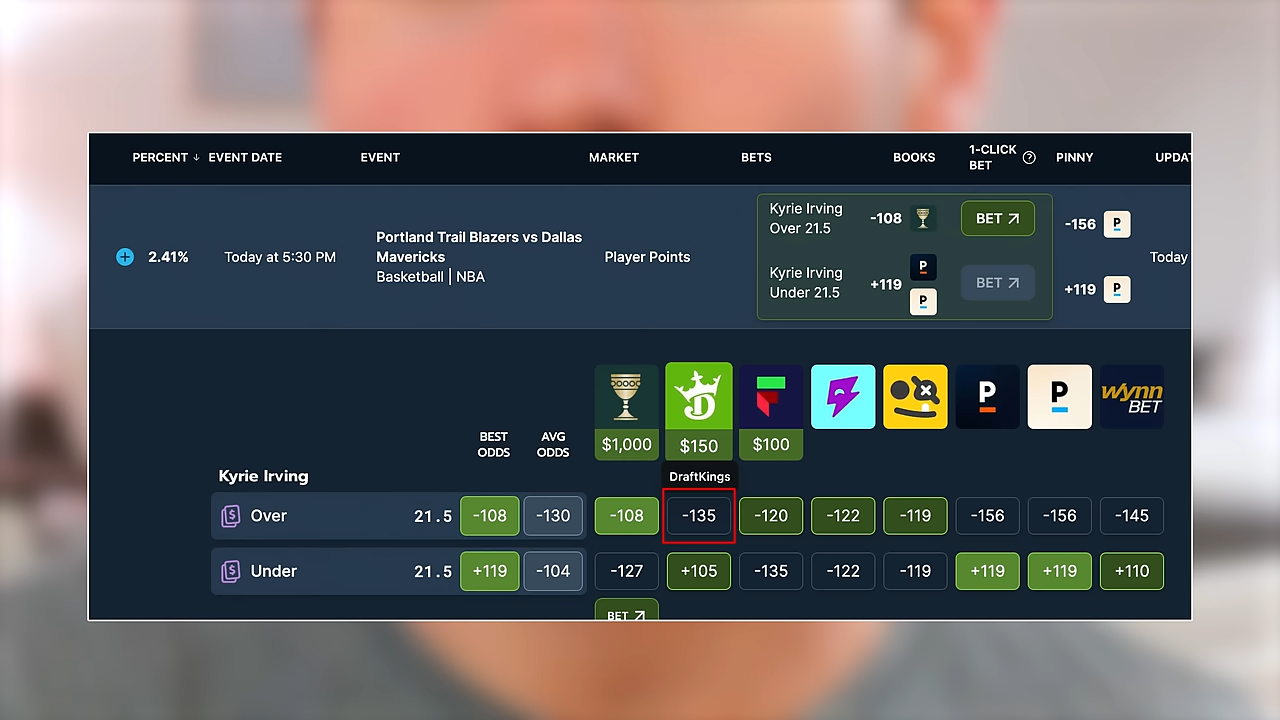 PERCENT ↓ EVENT DATE EVENT MARKET BETS BOOKS 1-CLICK BET ? PINNY UPDAT
2.41% Today at 5:30 PM Portland Trail Blazers vs Dallas
Mavericks
Basketball | NBA
Player Points
Kyrie Irving
Over 21.5
-108 BET -156 P
Kyrie Irving
Under 21.5
+119 P P BET +119 P
Today
P P Wynn
BET
BEST
ODDS
AVG
ODDS
$1,000 $150 $100
Kyrie Irving
DraftKings
Over 21.5 -108 -130 -108 -135 -120 -122 -119 -156 -156 -145
Under 21.5 +119 -104 -127 +105 -135 -122 -119 +119 +119 +110
BET